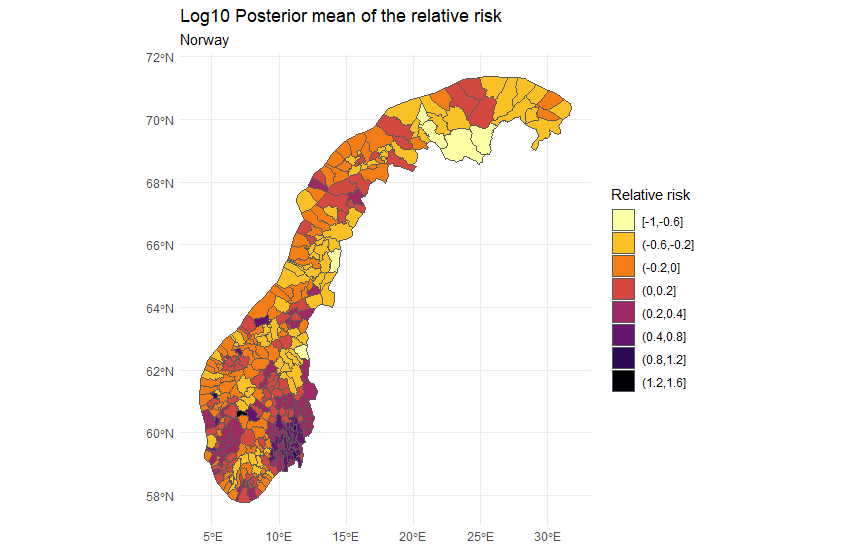 Log10 Posterior mean of the relative risk
Norway
72°N
70°N
68°N
66°N
64°N
62°N
60°N
58°N
5°E
10°E
15°E
20°E
25°E
30°E
Relative risk
[-1,-0.6]
(-0.6,-0.2]
(-0.2,0]
(0,0.2]
(0.2,0.4]
(0.4,0.8]
(0.8,1.2]
(1.2,1.6]